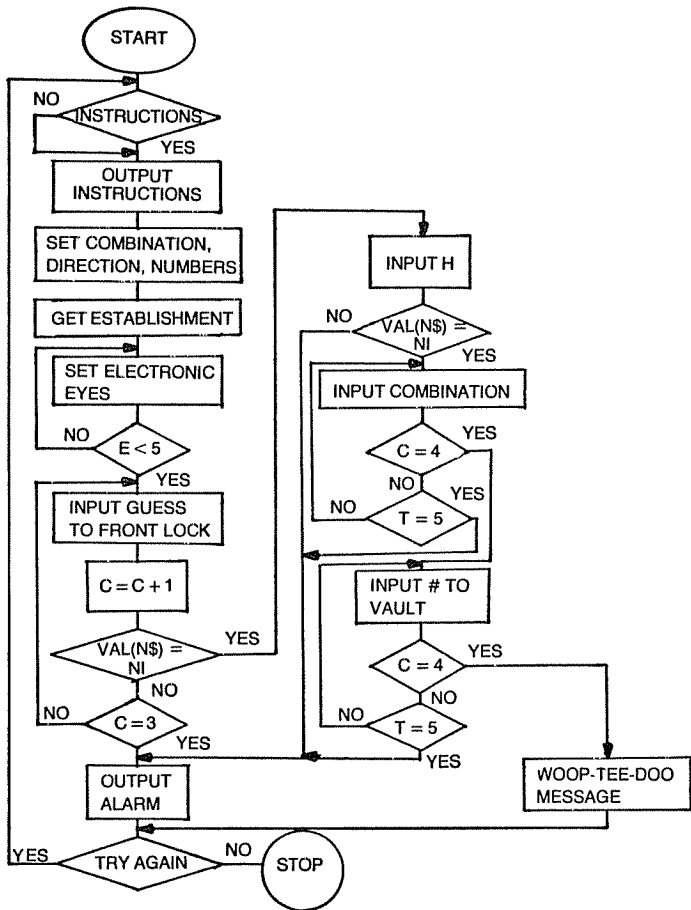 START
NO
INSTRUCTIONS
YES
OUTPUT
INSTRUCTIONS
SET COMBINATION,
DIRECTION, NUMBERS
GET ESTABLISHMENT
SET ELECTRONIC
EYES
NO
E < 5
YES
INPUT GUESS
TO FRONT LOCK
C = C + 1
VAL(N$) =
NI
YES
NO
NO
C = 3
YES
OUTPUT
ALARM
YES
TRY AGAIN
NO
STOP
INPUT H
NO
VAL(N$) =
NI
YES
INPUT COMBINATION
C = 4
YES
NO
YES
NO
T = 5
INPUT # TO
VAULT
C = 4
YES
NO
NO
T = 5
YES
WOOP-TEE-DOO
MESSAGE